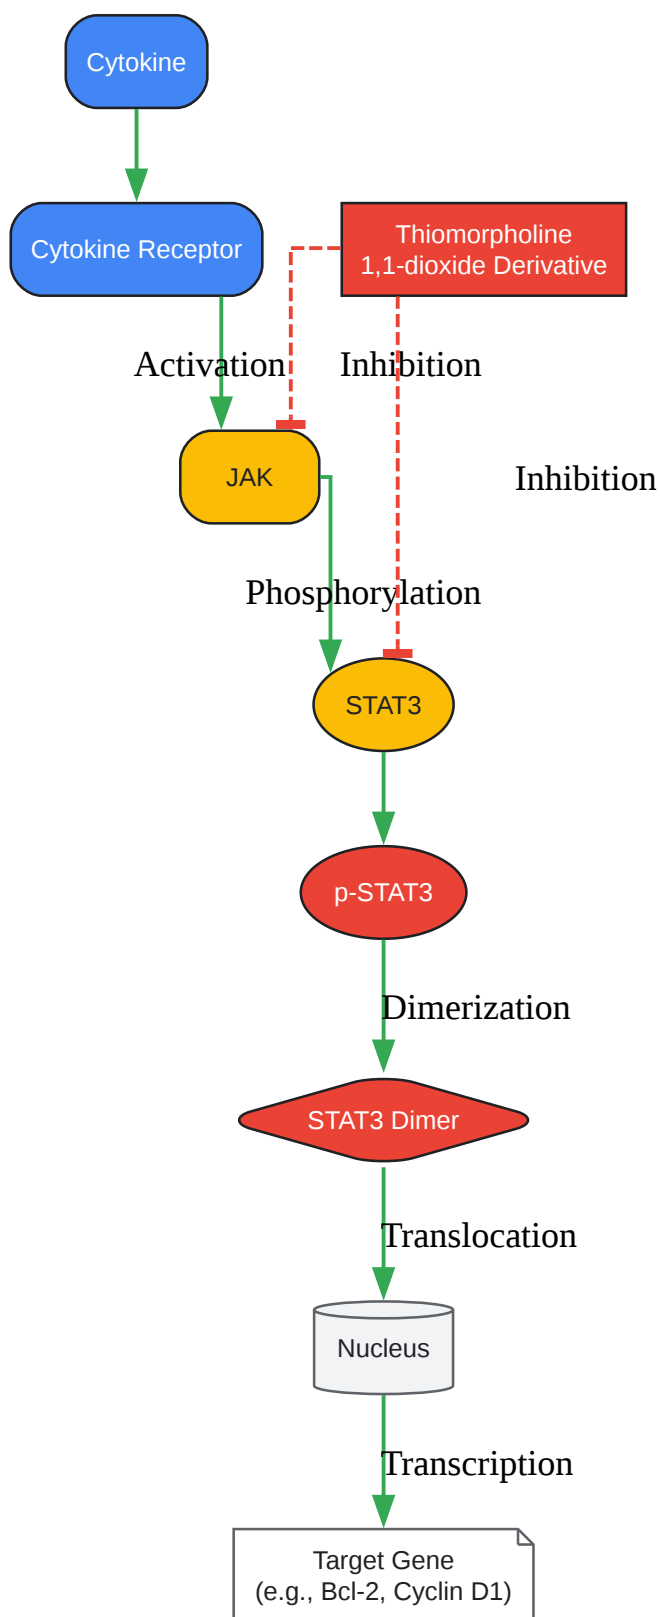 Cytokine
Cytokine Receptor
Thiomorpholine
1,1-dioxide Derivative
Activation
Inhibition
JAK
Inhibition
Phosphorylation
STAT3
p-STAT3
Dimerization
STAT3 Dimer
Translocation
Nucleus
Transcription
Target Gene
(e.g., Bcl-2, Cyclin D1)